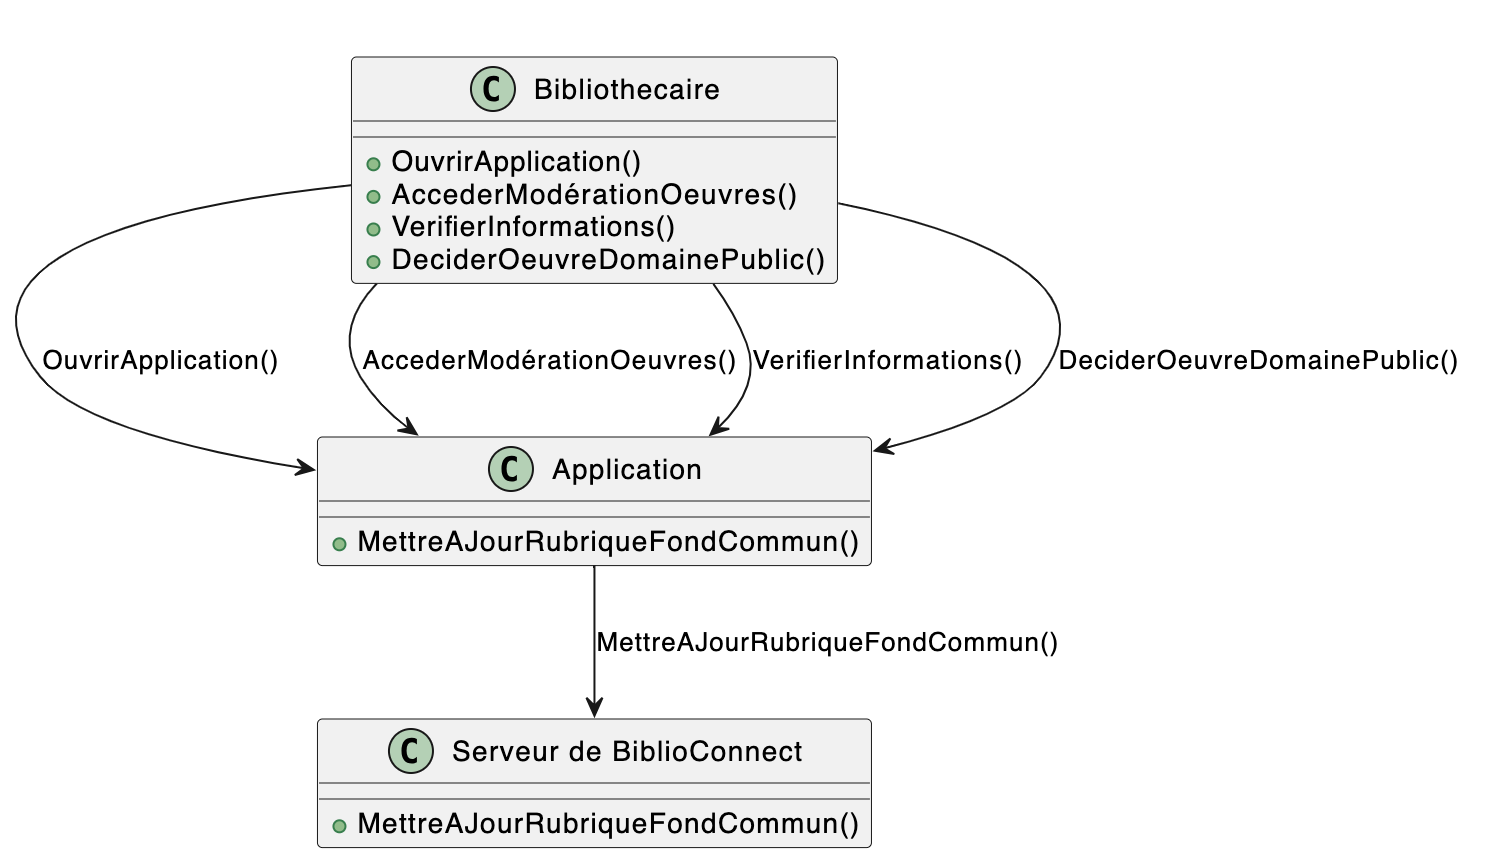 C Bibliothecaire
OuvrirApplication()
AccederModérationOeuvres()
VerifierInformations()
DeciderOeuvreDomainePublic()
OuvrirApplication()
AccederModérationOeuvres()
VerifierInformations()
DeciderOeuvreDomainePublic()
C Application
MettreAJourRubriqueFondCommun()
MettreAJourRubriqueFondCommun()
C Serveur de BiblioConnect
MettreAJourRubriqueFondCommun()